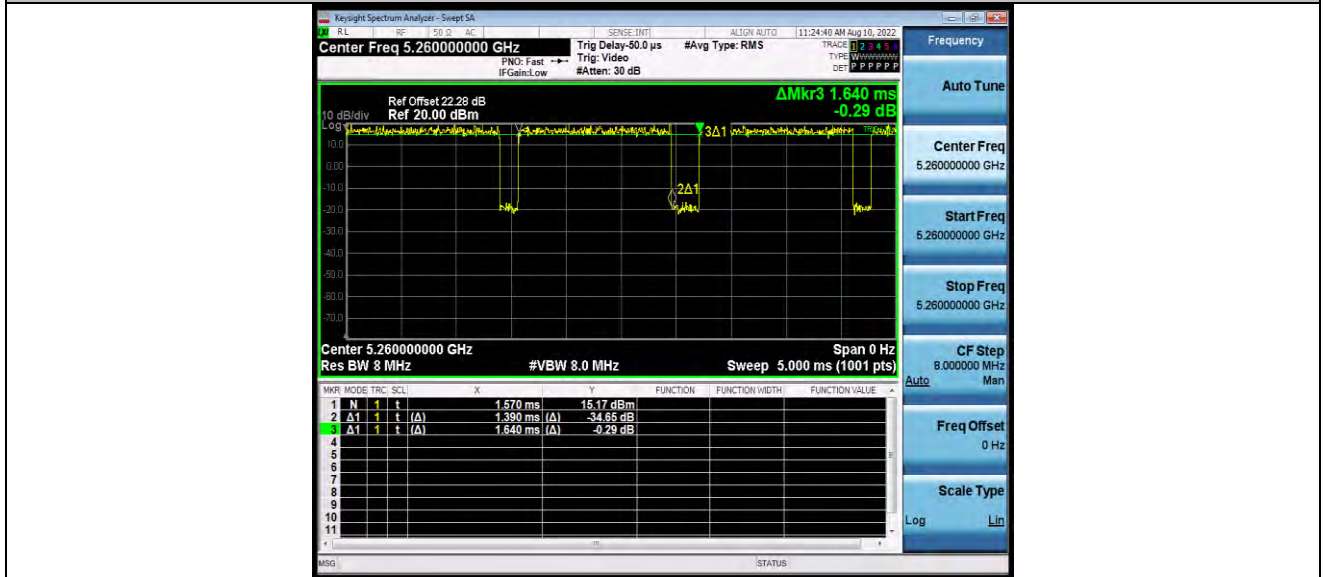 Keysight Spectrum Analyzer - Swept SA
RL RF 50 Ω AC SENSE:INT ALIGN AUTO 11:24:40 AM Aug 10, 2022
Center Freq 5.260000000 GHz
PNO: Fast
IFGain:Low
Trig Delay-50.0 µs
Trig: Video
#Atten: 30 dB
#Avg Type: RMS
TRACE 1 2 3 4 5 6
TYPE WWWWWW
DET P P P P P P
ΔMkr3 1.640 ms
-0.29 dB
Ref Offset 22.28 dB
10 dB/div Ref 20.00 dBm
Log
10.0
0.00
-10.0
-20.0
-30.0
-40.0
-50.0
-60.0
-70.0
3Δ1
2Δ1
Center 5.260000000 GHz Span 0 Hz
Res BW 8 MHz #VBW 8.0 MHz Sweep 5.000 ms (1001 pts)
MKR MODE TRC SCL X Y FUNCTION FUNCTION WIDTH FUNCTION VALUE
1 N 1 t 1.570 ms 15.17 dBm
2 Δ1 1 t (Δ) 1.390 ms (Δ) -34.65 dB
3 Δ1 1 t (Δ) 1.640 ms (Δ) -0.29 dB
4
5
6
7
8
9
10
11
MSG STATUS
Frequency
Auto Tune
Center Freq
5.260000000 GHz
Start Freq
5.260000000 GHz
Stop Freq
5.260000000 GHz
CF Step
8.000000 MHz
Auto Man
Freq Offset
0 Hz
Scale Type
Log Lin